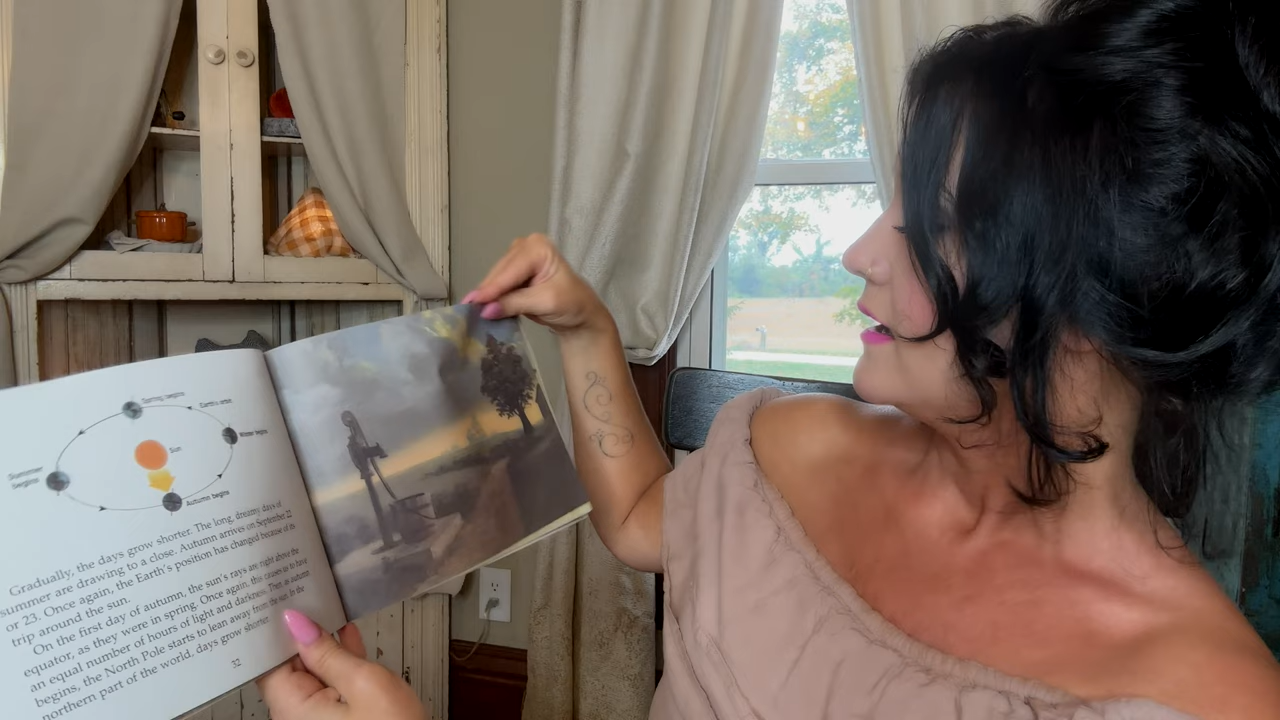 Spring begins
Earth's orbit
Winter begins
Sun
Summer
begins
Autumn begins
Gradually, the days grow shorter. The long, dreamy days of
summer are drawing to a close. Autumn arrives on September 22
or 23. Once again, the Earth's position has changed because of its
trip around the sun.
On the first day of autumn, the sun's rays are right above the
equator, as they were in spring. Once again, this causes us to have
an equal number of hours of light and darkness. Then as autumn
begins, the North Pole starts to lean away from the sun. In the
northern part of the world, days grow shorter.
32